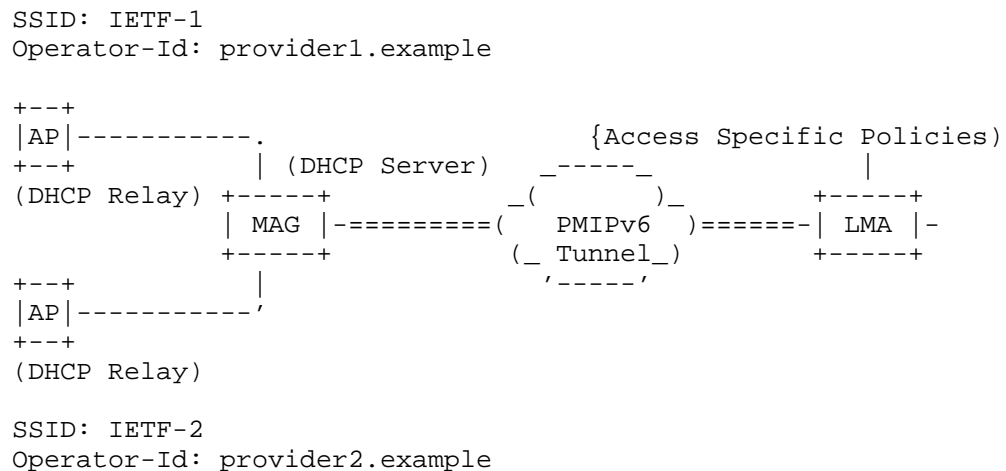 SSID: IETF-1
Operator-Id: provider1.example

+--+
|AP|-----------.                    {Access Specific Policies)
+--+           | (DHCP Server)   _-----_             |
(DHCP Relay) +-----+           _(       )_        +-----+
             | MAG |-=========(   PMIPv6  )======-| LMA |-
             +-----+           (_ Tunnel_)        +-----+
+--+           |                 '-----'
|AP|-----------'
+--+
(DHCP Relay)

SSID: IETF-2
Operator-Id: provider2.example